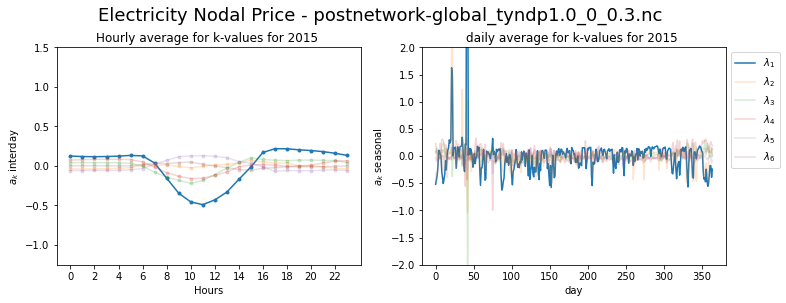 Electricity Nodal Price - postnetwork-global_tyndp1.0_0_0.3.nc
Hourly average for k-values for 2015
1.5
1.0
0.5
0.0
−0.5
−1.0
a_k interday
0 2 4 6 8 10 12 14 16 18 20 22
Hours
daily average for k-values for 2015
2.0
1.5
1.0
0.5
0.0
−0.5
−1.0
−1.5
−2.0
a_k seasonal
0 50 100 150 200 250 300 350
day
λ₁
λ₂
λ₃
λ₄
λ₅
λ₆